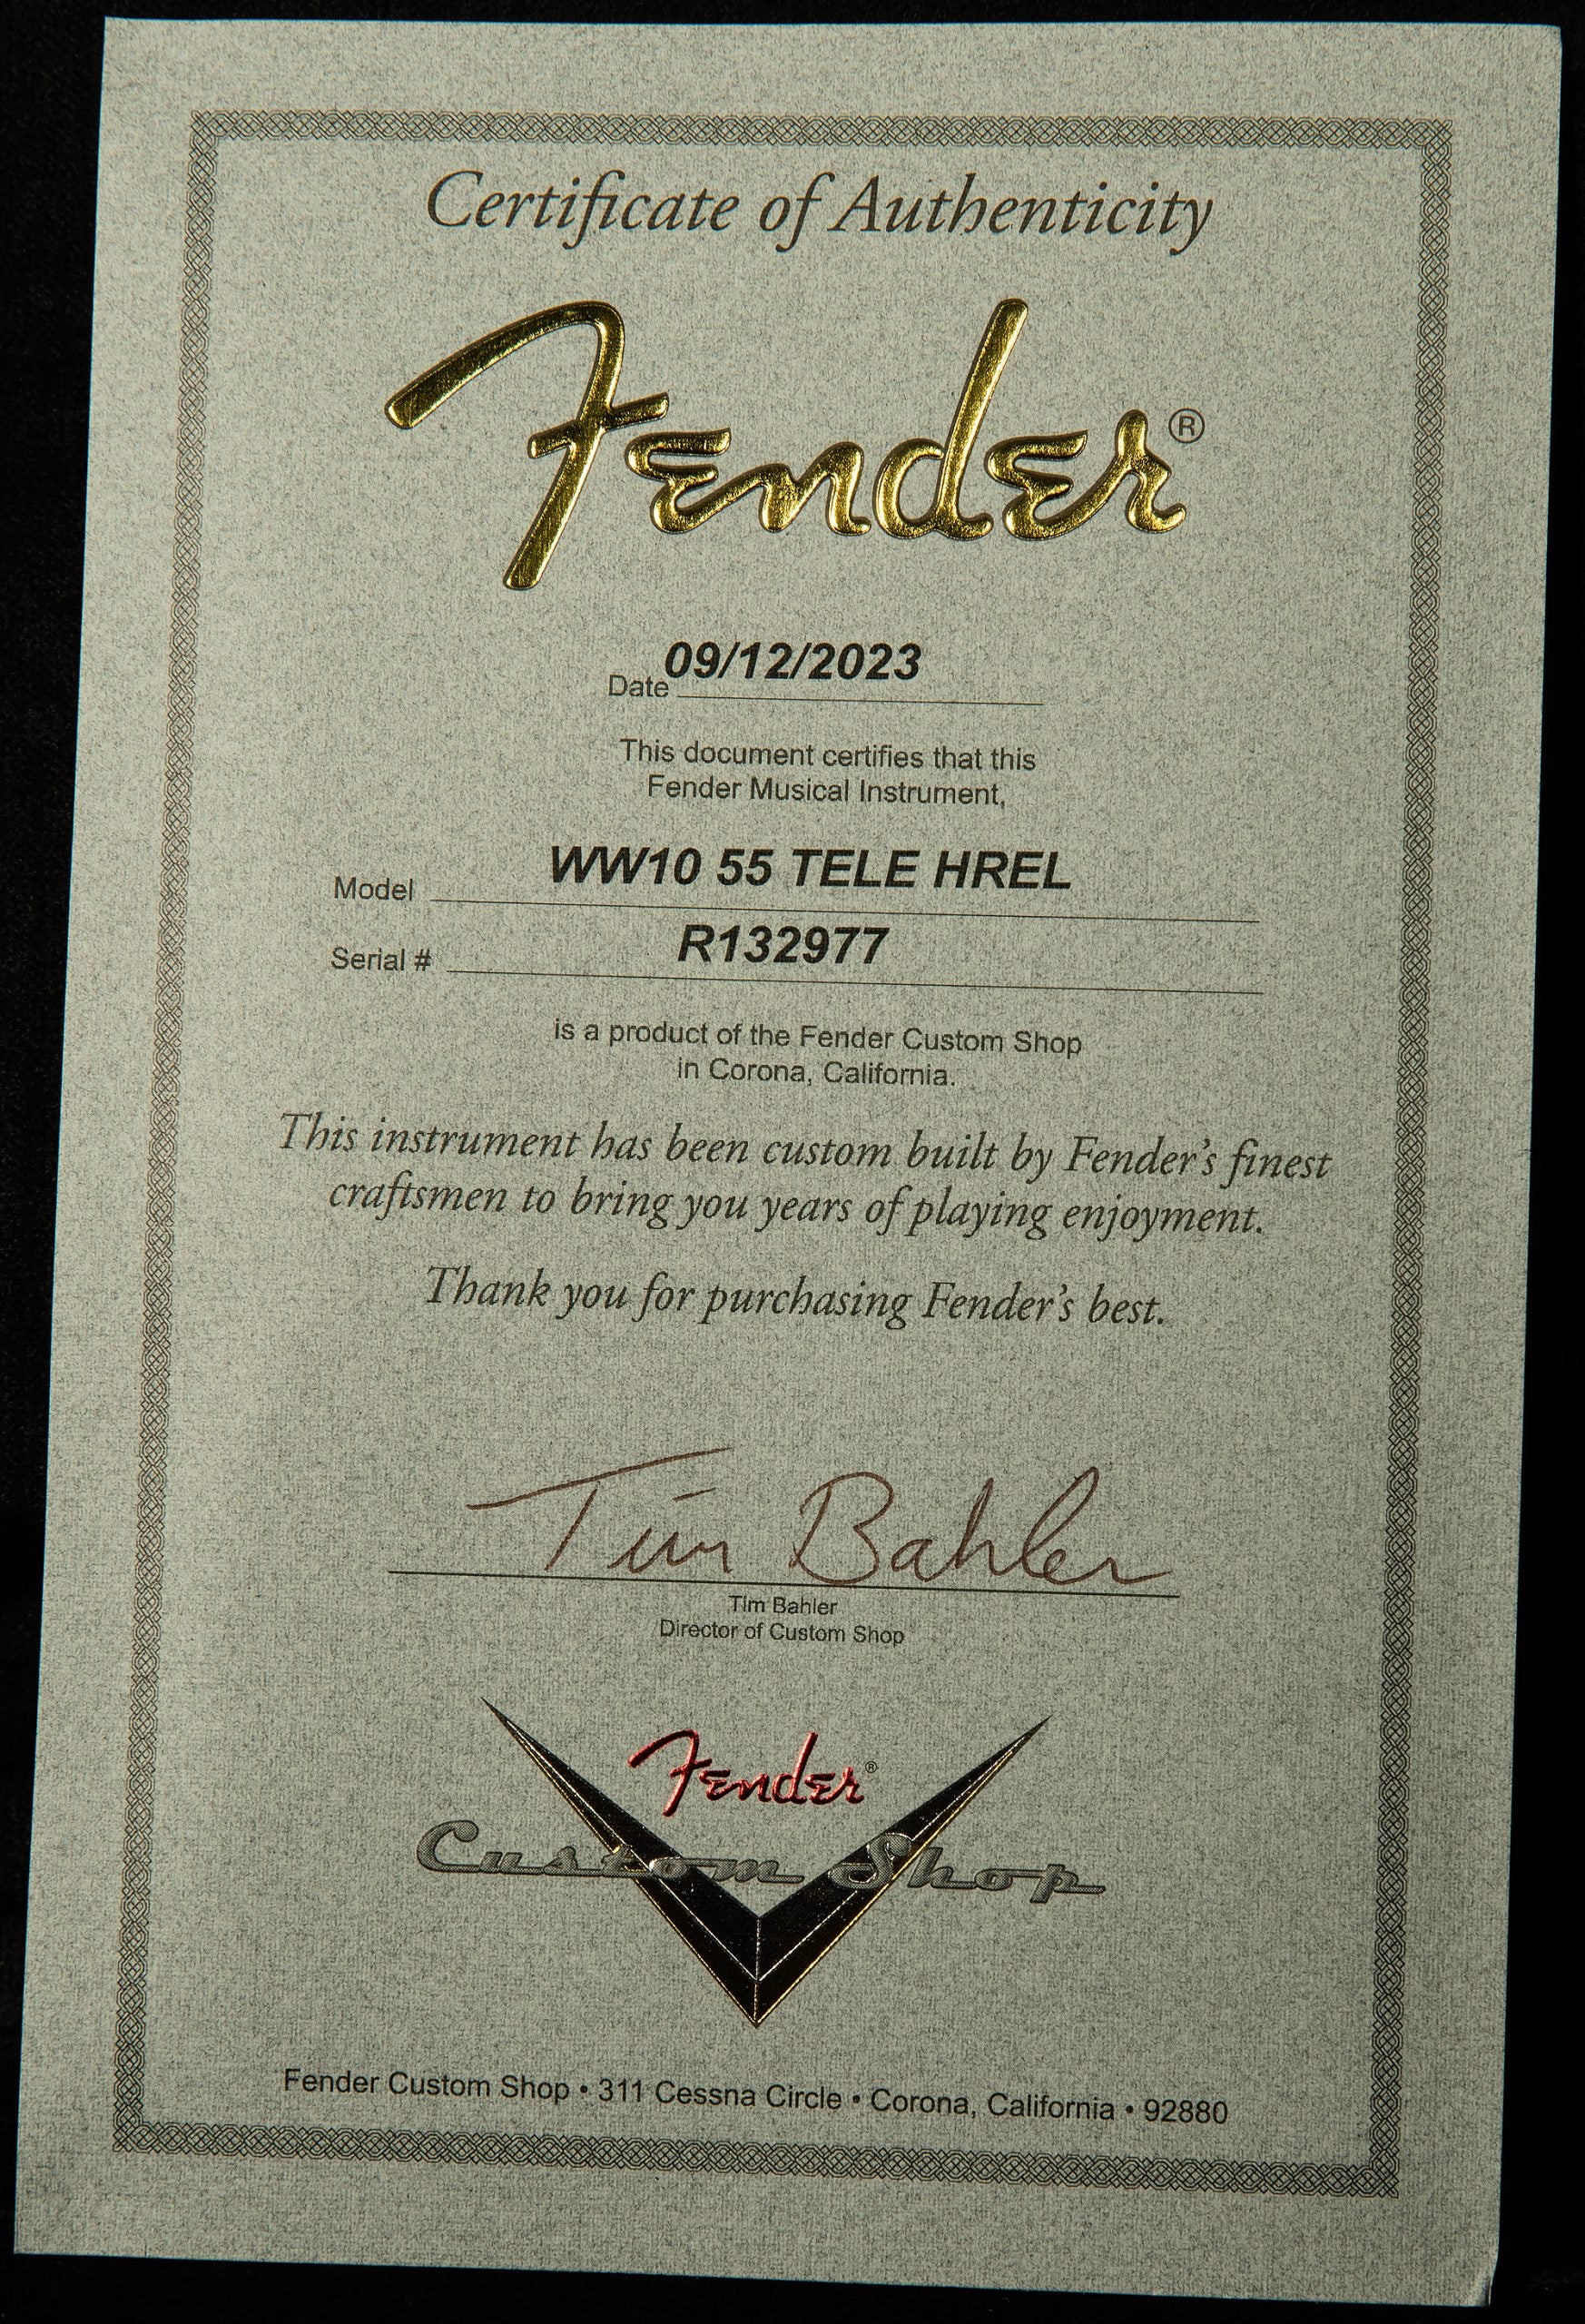 Certificate of Authenticity
Fender®
Date 09/12/2023
This document certifies that this
Fender Musical Instrument,
Model WW10 55 TELE HREL
Serial # R132977
is a product of the Fender Custom Shop
in Corona, California.
This instrument has been custom built by Fender's finest
craftsmen to bring you years of playing enjoyment.
Thank you for purchasing Fender's best.
Tim Bahler
Tim Bahler
Director of Custom Shop
Fender®
Custom Shop
Fender Custom Shop • 311 Cessna Circle • Corona, California • 92880